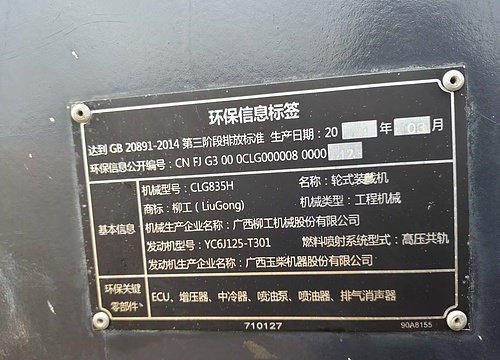 环保信息标签
达到 GB 20891-2014 第三阶段排放标准 生产日期：20 年 03 月
环保信息公开编号：CN FJ G3 00 0CLG000008 0000 12
基本信息
机械型号：CLG835H 名称：轮式装载机
商标：柳工（LiuGong） 机械类型：工程机械
机械生产企业名称：广西柳工机械股份有限公司
发动机型号：YC6J125-T301 燃料喷射系统型式：高压共轨
发动机生产企业名称：广西玉柴机器股份有限公司
环保关键
零部件
ECU、增压器、中冷器、喷油泵、喷油器、排气消声器
710127 90A8155